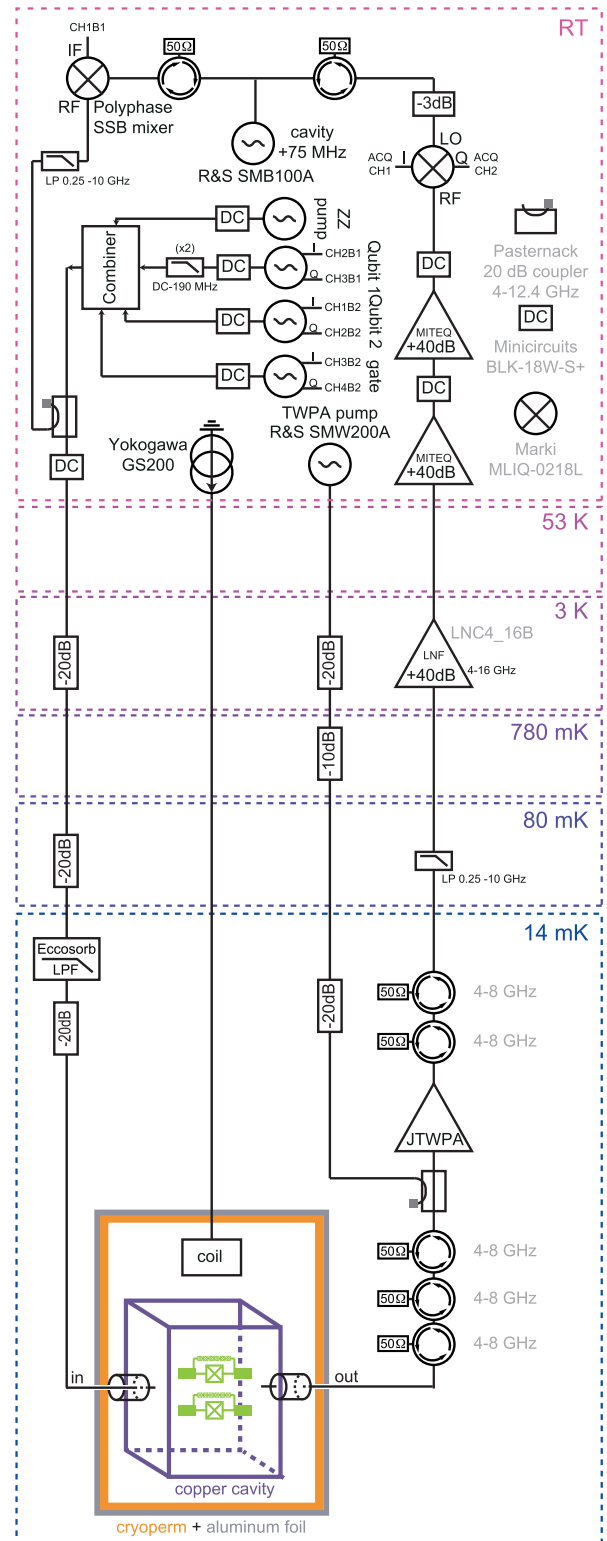 RT
CH1B1
IF
50Ω
50Ω
RF
Polyphase
SSB mixer
-3dB
cavity
+75 MHz
LO
ACQ
CH1
I
Q
ACQ
CH2
RF
LP 0.25 -10 GHz
R&S SMB100A
DC
ZZ
pump
Combiner
(x2)
DC-190 MHz
DC
I
CH2B1
Q
CH3B1
Qubit 1
DC
I
CH1B2
Q
CH2B2
Qubit 2
DC
I
CH3B2
Q
CH4B2
gate
DC
MITEQ
+40dB
DC
MITEQ
+40dB
Pasternack
20 dB coupler
4-12.4 GHz
DC
Minicircuits
BLK-18W-S+
Marki
MLIQ-0218L
TWPA pump
R&S SMW200A
Yokogawa
GS200
DC
53 K
3 K
-20dB
-20dB
LNF
+40dB
LNC4_16B
4-16 GHz
780 mK
-10dB
80 mK
-20dB
LP 0.25 -10 GHz
14 mK
Eccosorb
LPF
-20dB
-20dB
50Ω
4-8 GHz
50Ω
4-8 GHz
JTWPA
coil
50Ω
4-8 GHz
50Ω
4-8 GHz
50Ω
4-8 GHz
in
out
copper cavity
cryoperm + aluminum foil